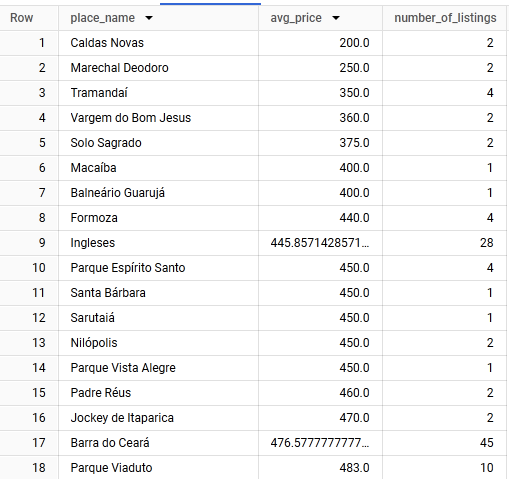 Row place_name avg_price number_of_listings
1 Caldas Novas 200.0 2
2 Marechal Deodoro 250.0 2
3 Tramandaí 350.0 4
4 Vargem do Bom Jesus 360.0 2
5 Solo Sagrado 375.0 2
6 Macaíba 400.0 1
7 Balneário Guarujá 400.0 1
8 Formoza 440.0 4
9 Ingleses 445.8571428571... 28
10 Parque Espírito Santo 450.0 4
11 Santa Bárbara 450.0 1
12 Sarutaiá 450.0 1
13 Nilópolis 450.0 2
14 Parque Vista Alegre 450.0 1
15 Padre Réus 460.0 2
16 Jockey de Itaparica 470.0 2
17 Barra do Ceará 476.5777777777... 45
18 Parque Viaduto 483.0 10